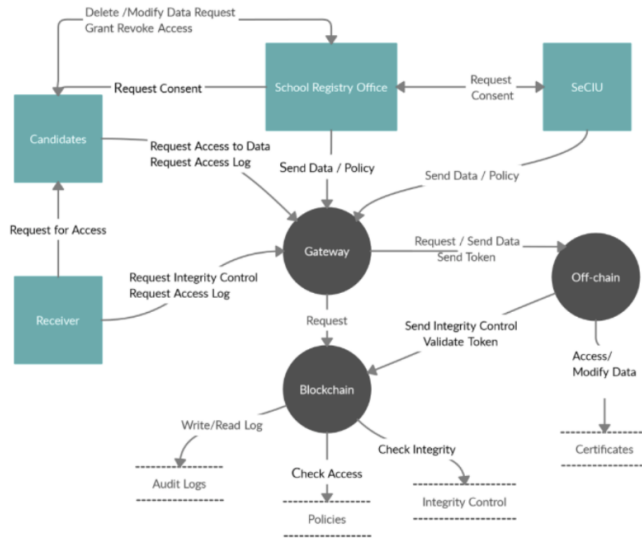 Delete /Modify Data Request
Grant Revoke Access
Request Consent
School Registry Office
Request
Consent
SeCIU
Candidates
Request Access to Data
Request Access Log
Send Data / Policy
Send Data / Policy
Request for Access
Gateway
Request / Send Data
Send Token
Off-chain
Request Integrity Control
Request Access Log
Receiver
Request
Send Integrity Control
Validate Token
Access/
Modify Data
Blockchain
Write/Read Log
Check Integrity
Certificates
Check Access
Audit Logs
Integrity Control
Policies